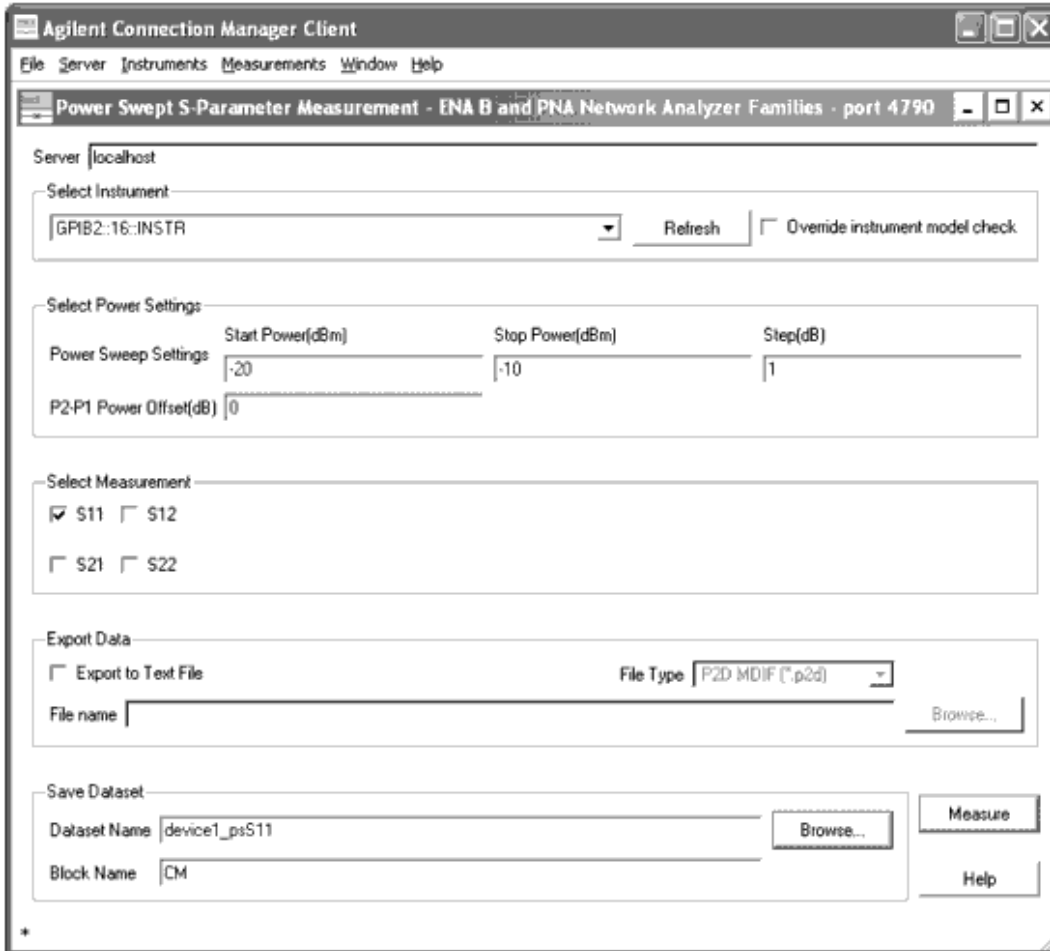 Agilent Connection Manager Client
File Server Instruments Measurements Window Help
Power Swept S-Parameter Measurement - ENA B and PNA Network Analyzer Families - port 4790
Server localhost
Select Instrument
GPIB2::16::INSTR Refresh Override instrument model check
Select Power Settings
Start Power(dBm) Stop Power(dBm) Step(dB)
Power Sweep Settings -20 -10 1
P2-P1 Power Offset(dB) 0
Select Measurement
S11 S12
S21 S22
Export Data
Export to Text File File Type P2D MDIF (*.p2d)
File name Browse...
Save Dataset
Dataset Name device1_psS11 Browse... Measure
Block Name CM Help
*